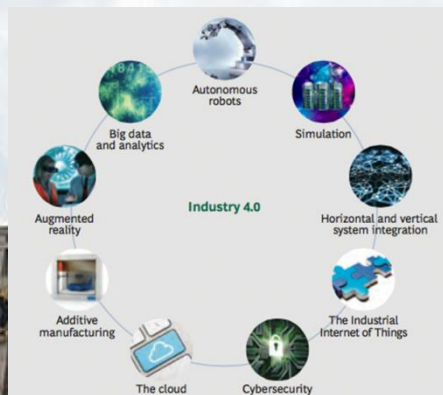 Autonomous
robots
Simulation
Horizontal and vertical
system integration
The Industrial
Internet of Things
Cybersecurity
The cloud
Additive
manufacturing
Augmented
reality
Big data
and analytics
Industry 4.0